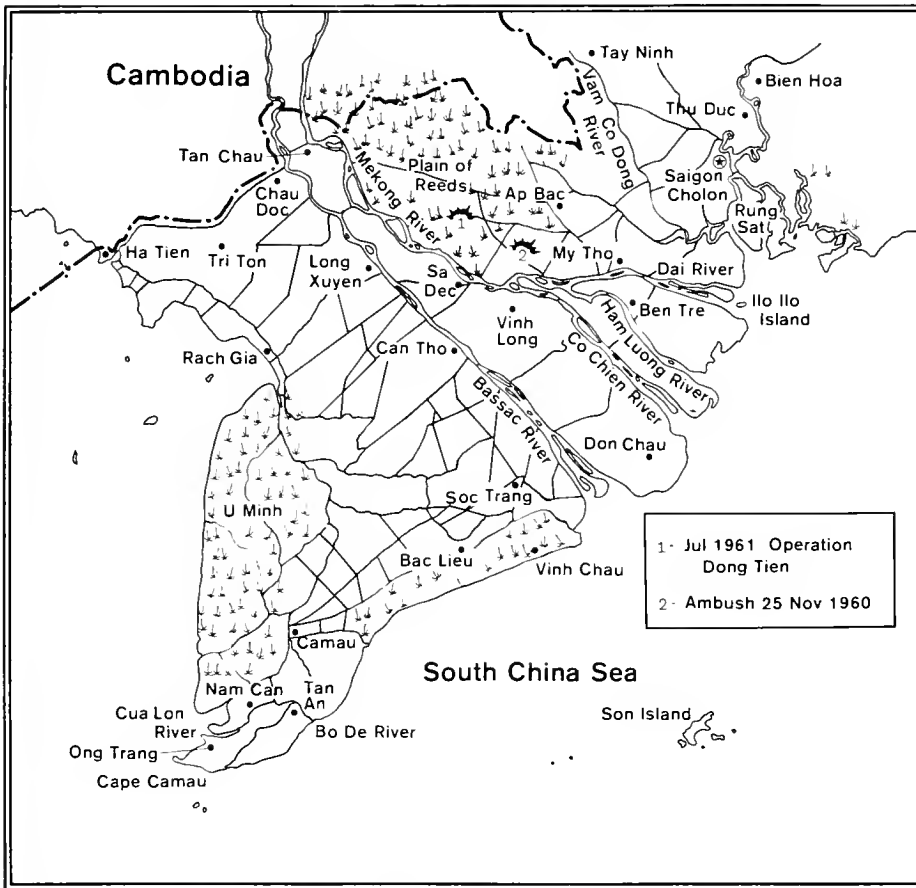 Cambodia
Tay Ninh
Bien Hoa
Thu Duc
Vam Co Dong
River
Tan Chau
Mekong River
Plain of
Reeds
Ap Bac
Saigon
Cholon
Chau
Doc
Rung
Sat
1
Ha Tien
Tri Ton
Long
Xuyen
Sa
Dec
2
My Tho
Dai River
Ilo Ilo
Island
Ben Tre
Ham Luong River
Vinh
Long
Rach Gia
Can Tho
Co Chien River
Bassac River
Don Chau
Soc Trang
U Minh
Bac Lieu
Vinh Chau
1- Jul 1961 Operation
Dong Tien
2- Ambush 25 Nov 1960
Camau
South China Sea
Nam Can
Tan
An
Cua Lon
River
Bo De River
Son Island
Ong Trang
Cape Camau